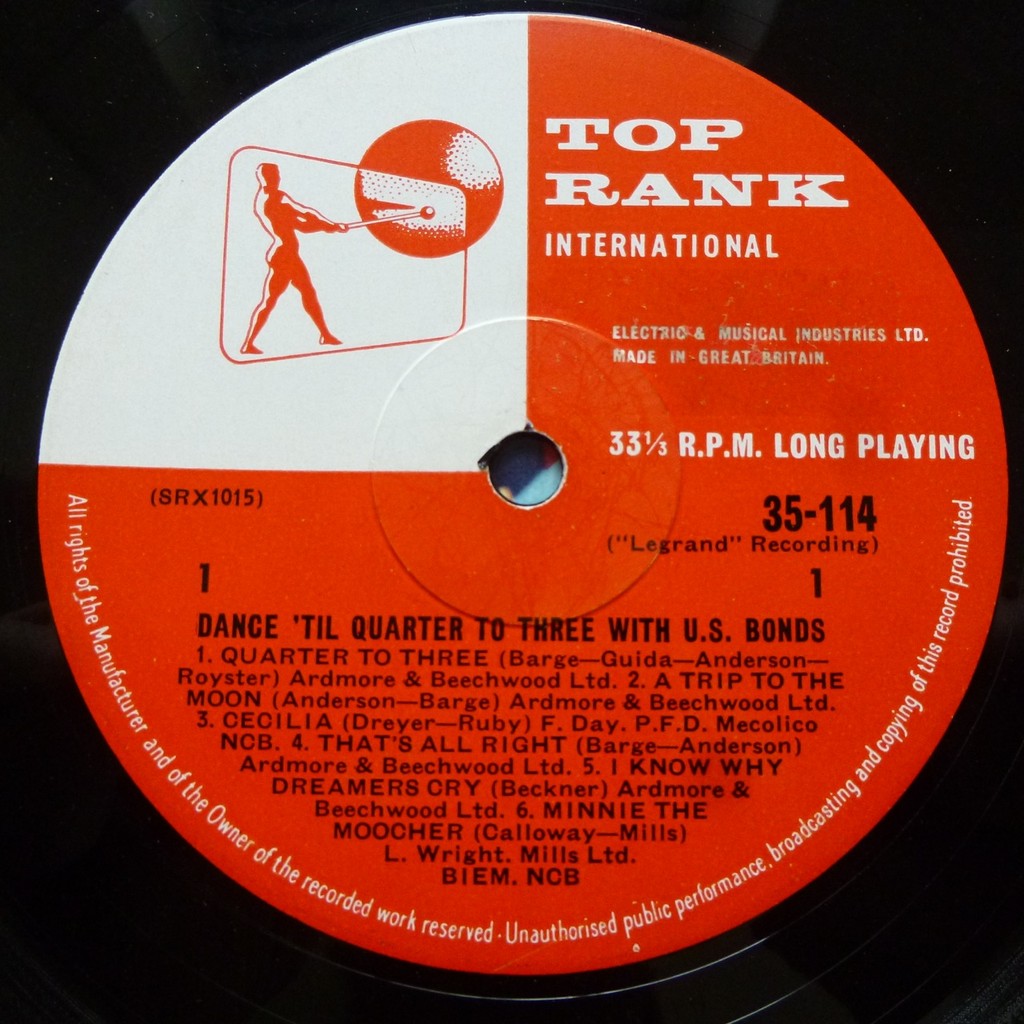 TOP
RANK
INTERNATIONAL
ELECTRIC & MUSICAL INDUSTRIES LTD.
MADE IN GREAT BRITAIN.
33⅓ R.P.M. LONG PLAYING
(SRX1015)
35-114
("Legrand" Recording)
1 1
DANCE 'TIL QUARTER TO THREE WITH U.S. BONDS
1. QUARTER TO THREE (Barge—Guida—Anderson—
Royster) Ardmore & Beechwood Ltd. 2. A TRIP TO THE
MOON (Anderson—Barge) Ardmore & Beechwood Ltd.
3. CECILIA (Dreyer—Ruby) F. Day. P.F.D. Mecolico
NCB. 4. THAT'S ALL RIGHT (Barge—Anderson)
Ardmore & Beechwood Ltd. 5. I KNOW WHY
DREAMERS CRY (Beckner) Ardmore &
Beechwood Ltd. 6. MINNIE THE
MOOCHER (Calloway—Mills)
L. Wright. Mills Ltd.
BIEM. NCB
All rights of the Manufacturer and of the Owner of the recorded work reserved · Unauthorised public performance, broadcasting and copying of this record prohibited.